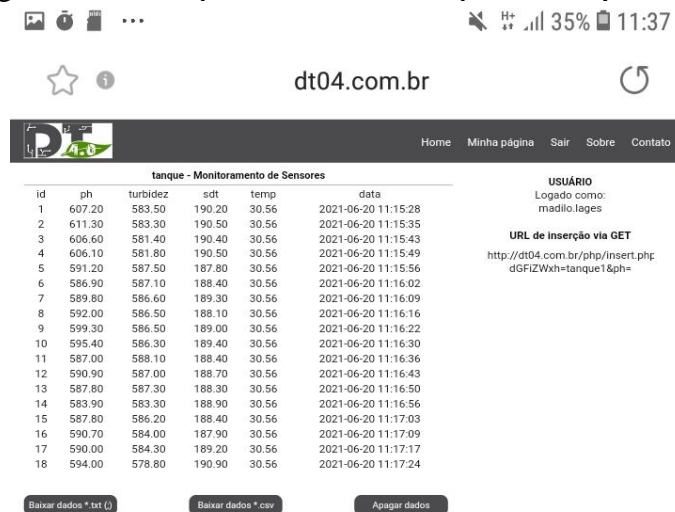 35% 11:37
dt04.com.br
DT 4.0
Home Minha página Sair Sobre Contato
tanque - Monitoramento de Sensores
id ph turbidez sdt temp data
1 607.20 583.50 190.20 30.56 2021-06-20 11:15:28
2 611.30 583.30 190.50 30.56 2021-06-20 11:15:35
3 606.60 581.40 190.40 30.56 2021-06-20 11:15:43
4 606.10 581.80 190.50 30.56 2021-06-20 11:15:49
5 591.20 587.50 187.80 30.56 2021-06-20 11:15:56
6 586.90 587.10 188.40 30.56 2021-06-20 11:16:02
7 589.80 586.60 189.30 30.56 2021-06-20 11:16:09
8 592.00 586.50 188.10 30.56 2021-06-20 11:16:16
9 599.30 586.50 189.00 30.56 2021-06-20 11:16:22
10 595.40 586.30 189.40 30.56 2021-06-20 11:16:30
11 587.00 588.10 188.40 30.56 2021-06-20 11:16:36
12 590.90 587.00 188.70 30.56 2021-06-20 11:16:43
13 587.80 587.30 188.30 30.56 2021-06-20 11:16:50
14 583.90 583.30 188.90 30.56 2021-06-20 11:16:56
15 587.80 586.20 188.40 30.56 2021-06-20 11:17:03
16 590.70 584.00 187.90 30.56 2021-06-20 11:17:09
17 590.00 584.30 189.20 30.56 2021-06-20 11:17:17
18 594.00 578.80 190.90 30.56 2021-06-20 11:17:24
Baixar dados *.txt (;) Baixar dados *.csv Apagar dados
USUÁRIO
Logado como:
madilo.lages
URL de inserção via GET
http://dt04.com.br/php/insert.php
dGFiZWxh=tanque1&ph=